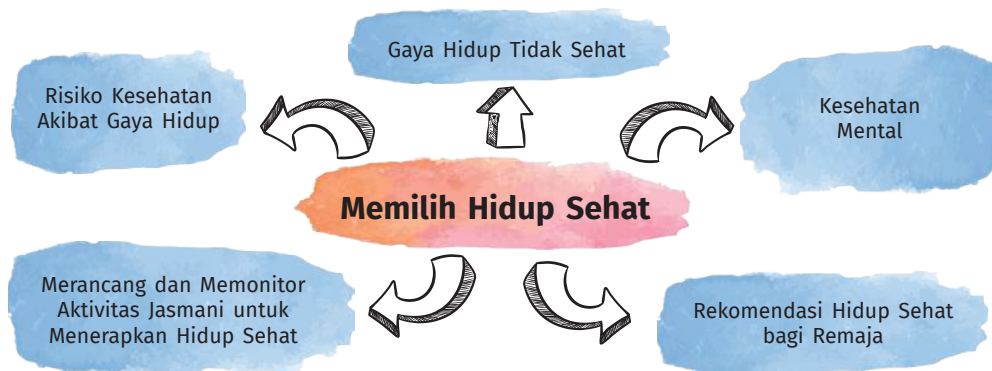 Gaya Hidup Tidak Sehat
Risiko Kesehatan
Akibat Gaya Hidup
Kesehatan
Mental
Memilih Hidup Sehat
Merancang dan Memonitor
Aktivitas Jasmani untuk
Menerapkan Hidup Sehat
Rekomendasi Hidup Sehat
bagi Remaja